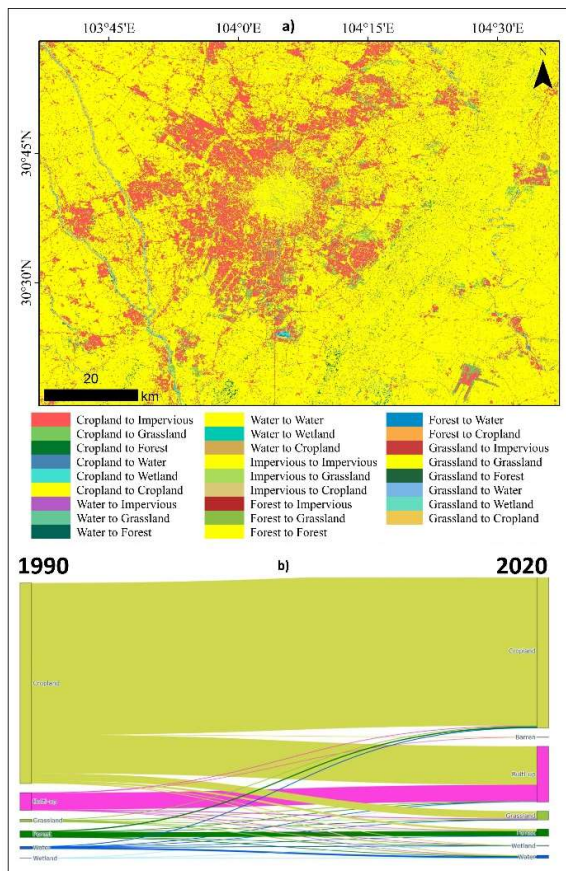 a)
103°45'E 104°0'E 104°15'E 104°30'E
N
30°45'N
30°30'N
20
km
Cropland to Impervious Water to Water Forest to Water
Cropland to Grassland Water to Wetland Forest to Cropland
Cropland to Forest Water to Cropland Grassland to Impervious
Cropland to Water Impervious to Impervious Grassland to Grassland
Cropland to Wetland Impervious to Grassland Grassland to Forest
Cropland to Cropland Impervious to Cropland Grassland to Water
Water to Impervious Forest to Impervious Grassland to Wetland
Water to Grassland Forest to Grassland Grassland to Cropland
Water to Forest Forest to Forest
1990 b) 2020
Cropland Cropland
Barren
Built-up Built-up
Grassland Grassland
Forest Forest
Water Wetland
Wetland Water